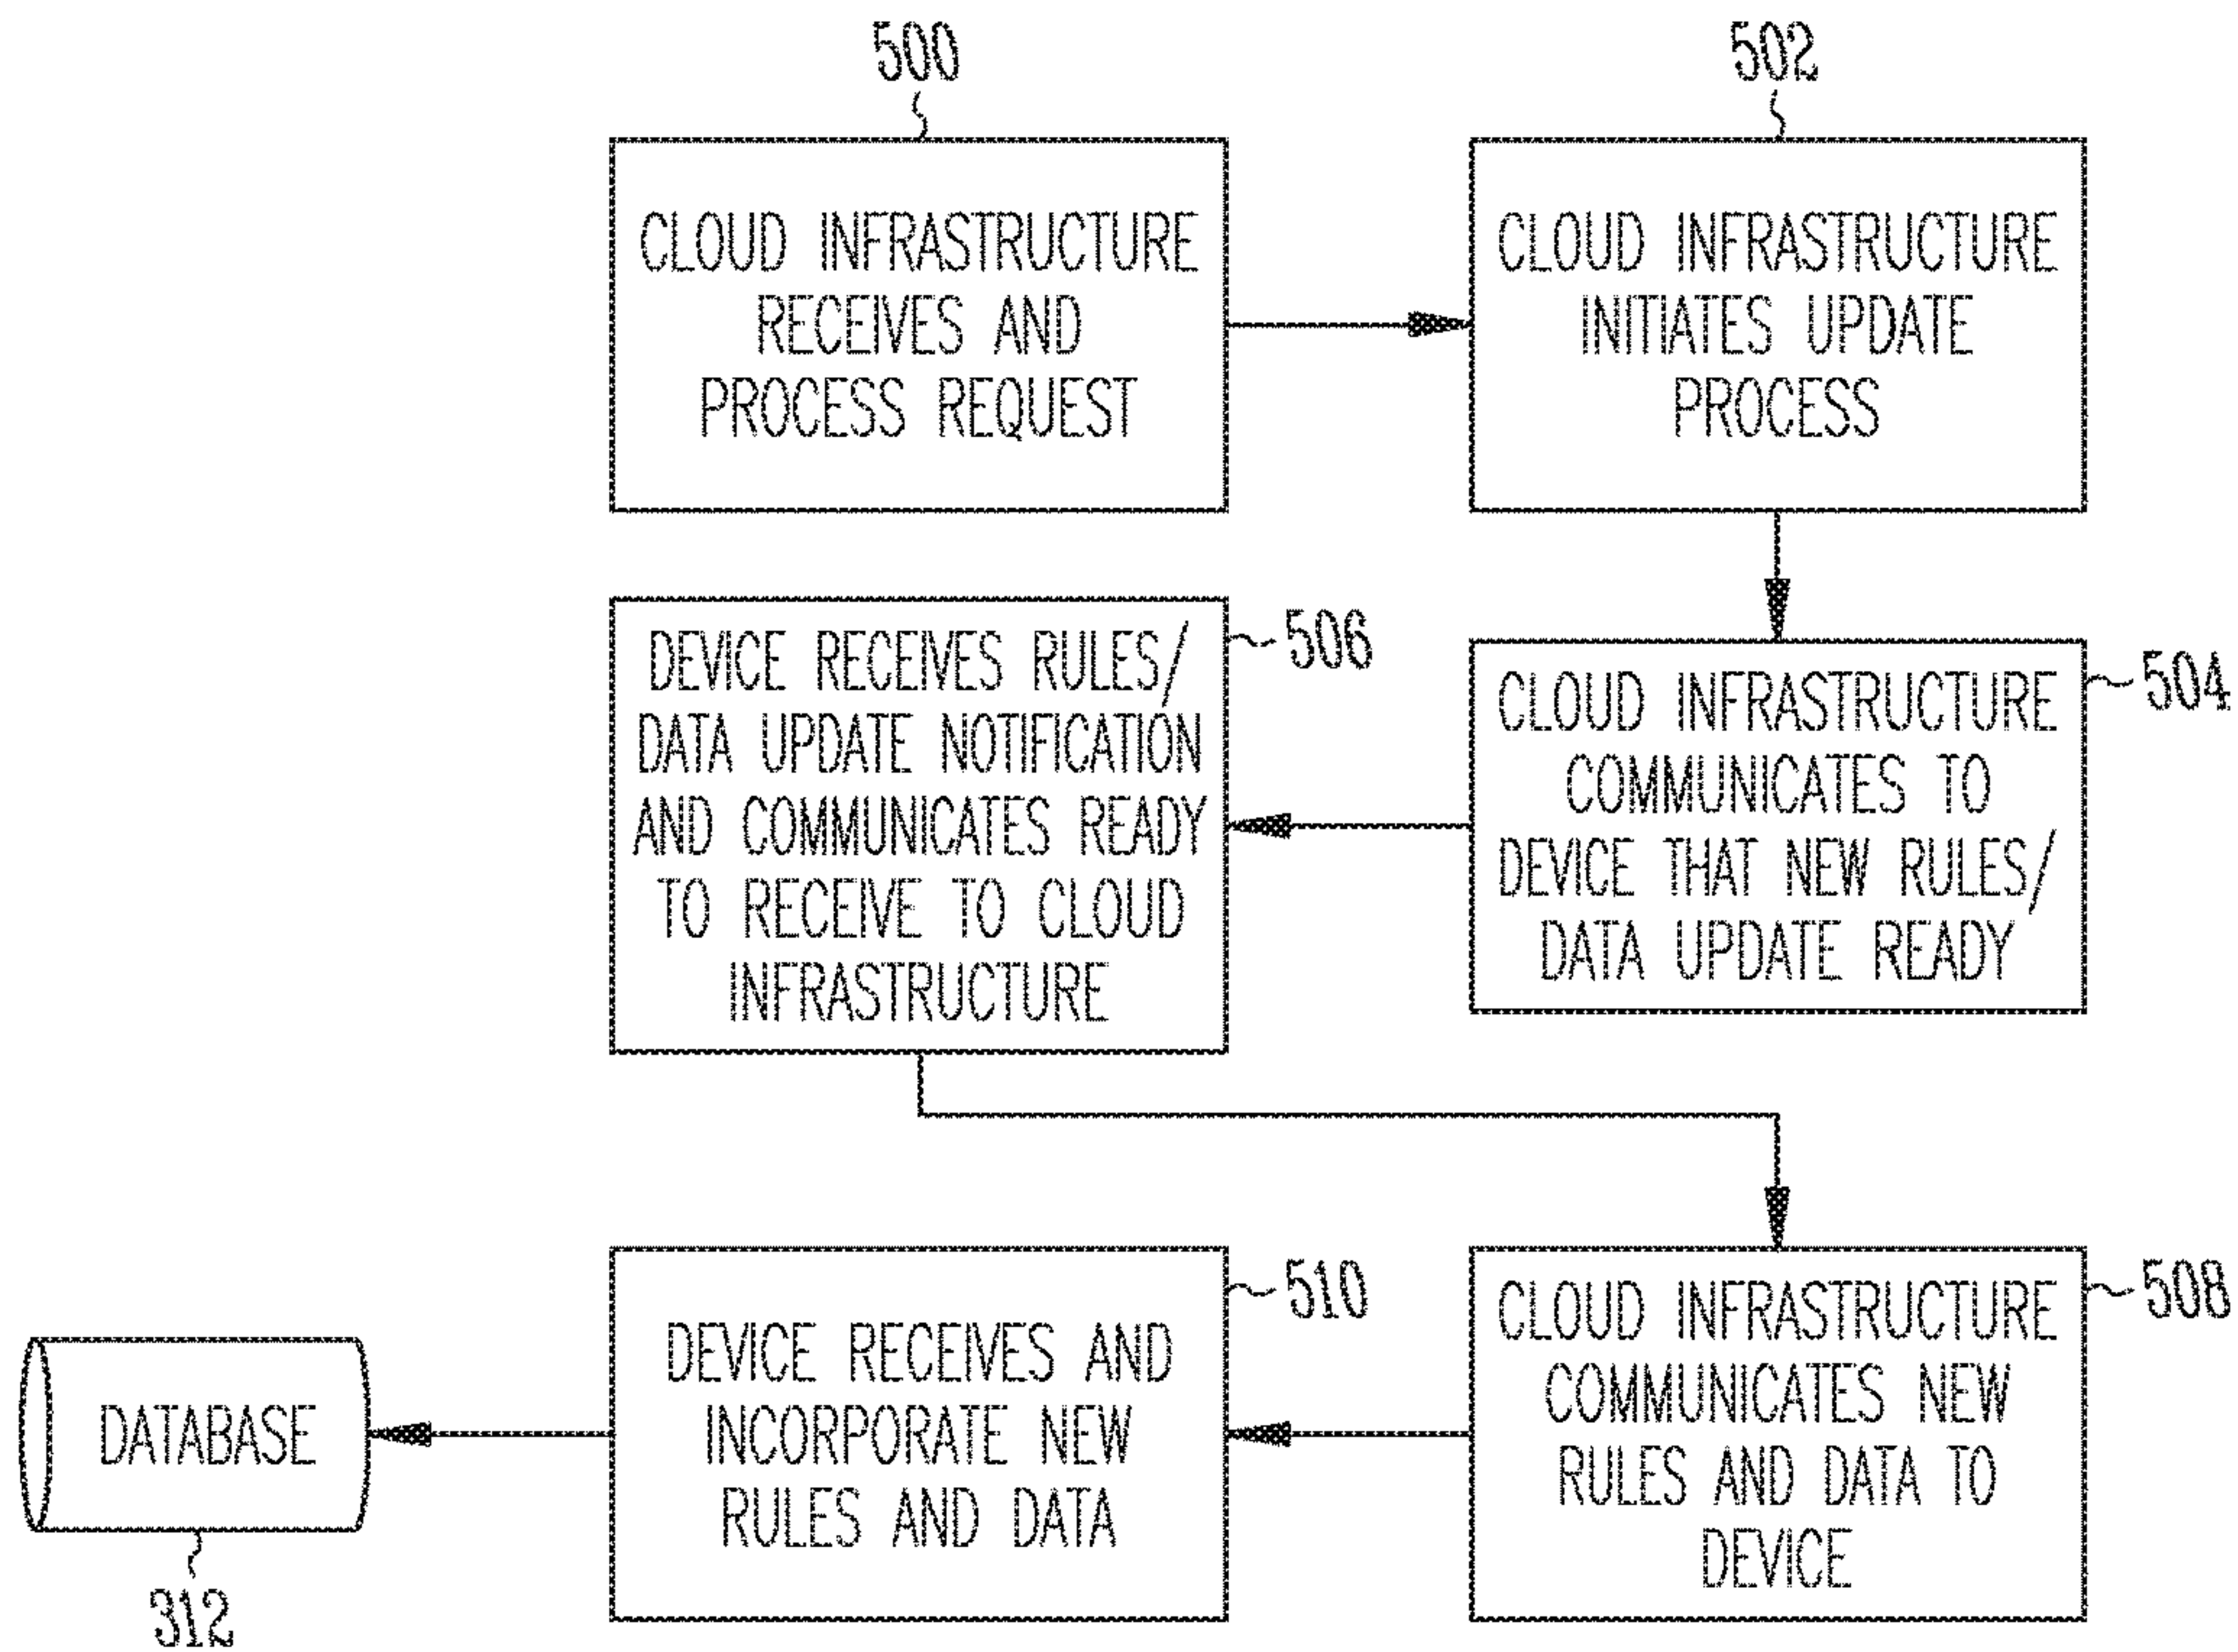 500
CLOUD INFRASTRUCTURE
RECEIVES AND
PROCESS REQUEST
502
CLOUD INFRASTRUCTURE
INITIATES UPDATE
PROCESS
504
CLOUD INFRASTRUCTURE
COMMUNICATES TO
DEVICE THAT NEW RULES/
DATA UPDATE READY
506
DEVICE RECEIVES RULES/
DATA UPDATE NOTIFICATION
AND COMMUNICATES READY
TO RECEIVE TO CLOUD
INFRASTRUCTURE
508
CLOUD INFRASTRUCTURE
COMMUNICATES NEW
RULES AND DATA TO
DEVICE
510
DEVICE RECEIVES AND
INCORPORATE NEW
RULES AND DATA
DATABASE
312